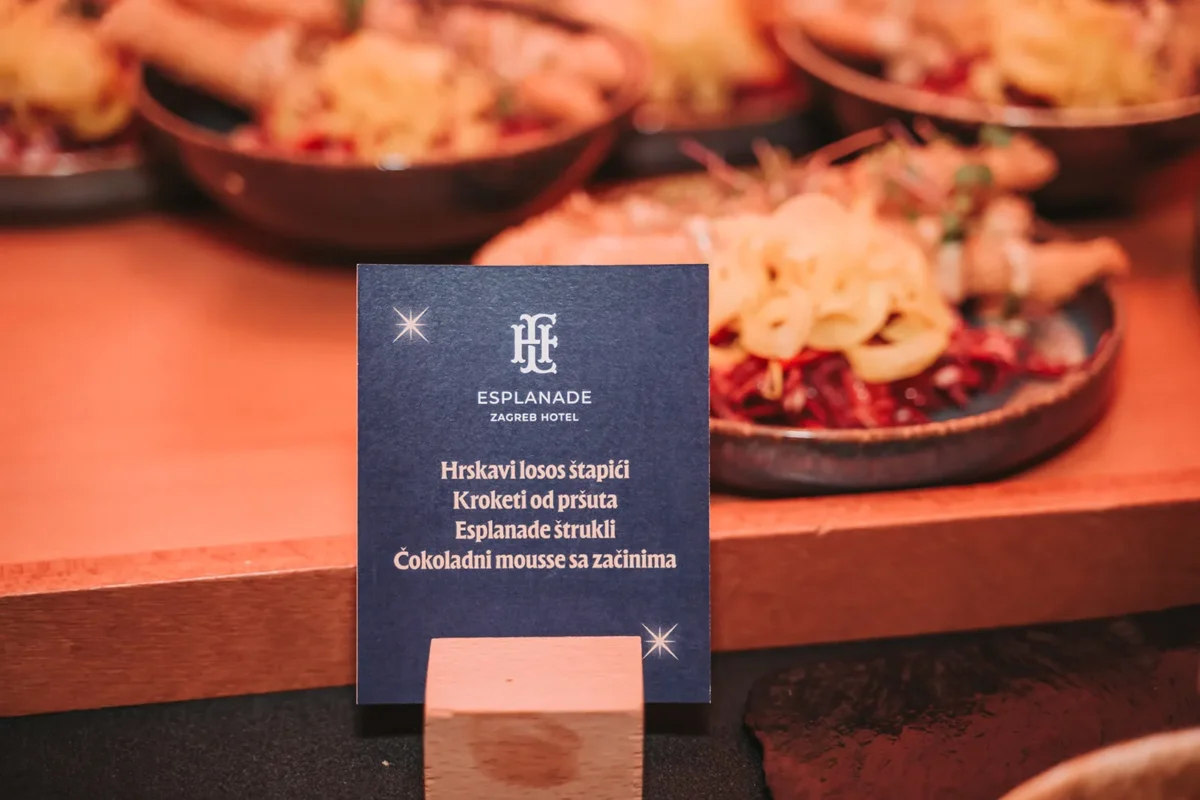 ESPLANADE
ZAGREB HOTEL
Hrskavi losos štapići
Kroketi od pršuta
Esplanade štrukli
Čokoladni mousse sa začinima